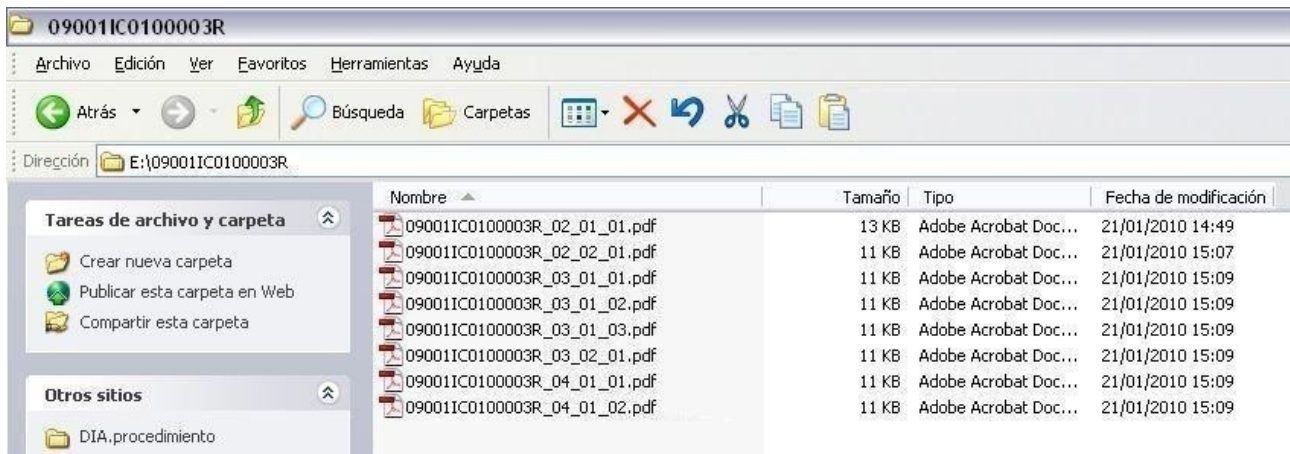 09001IC0100003R
Archivo Edición Ver Favoritos Herramientas Ayuda
Atrás Búsqueda Carpetas
Dirección E:\09001IC0100003R
Nombre Tamaño Tipo Fecha de modificación
Tareas de archivo y carpeta
Crear nueva carpeta
Publicar esta carpeta en Web
Compartir esta carpeta
Otros sitios
DIA.procedimiento
09001IC0100003R_02_01_01.pdf 13 KB Adobe Acrobat Doc... 21/01/2010 14:49
09001IC0100003R_02_02_01.pdf 11 KB Adobe Acrobat Doc... 21/01/2010 15:07
09001IC0100003R_03_01_01.pdf 11 KB Adobe Acrobat Doc... 21/01/2010 15:09
09001IC0100003R_03_01_02.pdf 11 KB Adobe Acrobat Doc... 21/01/2010 15:09
09001IC0100003R_03_01_03.pdf 11 KB Adobe Acrobat Doc... 21/01/2010 15:09
09001IC0100003R_03_02_01.pdf 11 KB Adobe Acrobat Doc... 21/01/2010 15:09
09001IC0100003R_04_01_01.pdf 11 KB Adobe Acrobat Doc... 21/01/2010 15:09
09001IC0100003R_04_01_02.pdf 11 KB Adobe Acrobat Doc... 21/01/2010 15:09